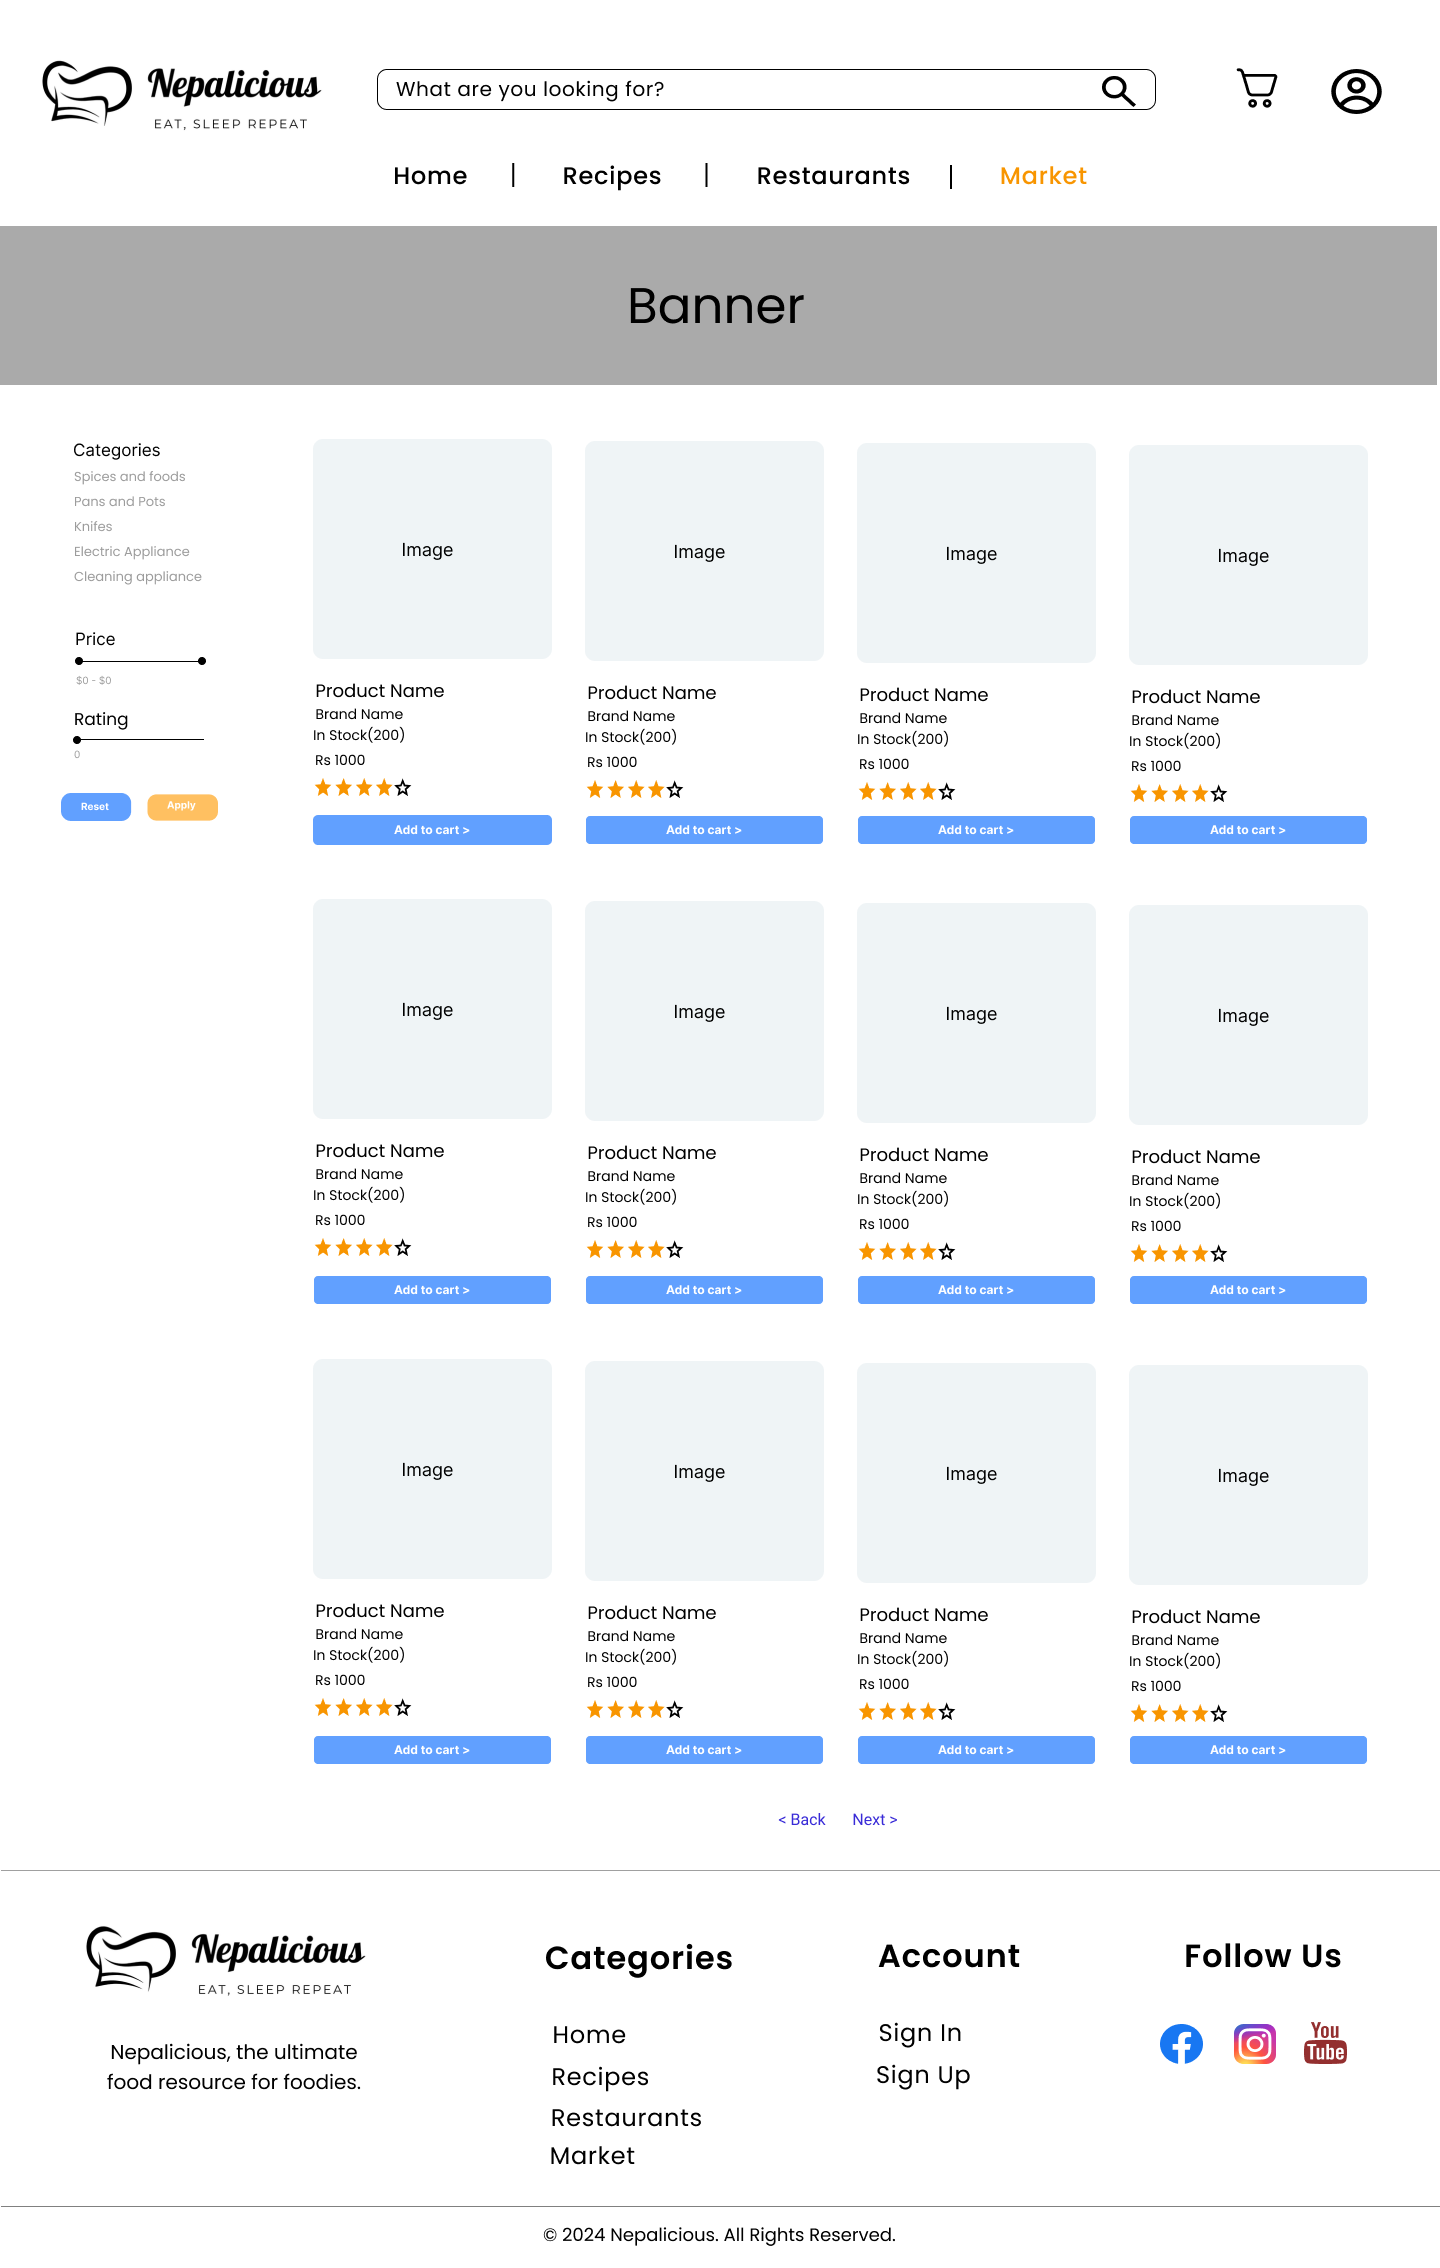 Nepalicious
EAT, SLEEP REPEAT
What are you looking for?
Home | Recipes | Restaurants | Market
Banner
Categories
Spices and foods
Pans and Pots
Knifes
Electric Appliance
Cleaning appliance
Price
$0 - $0
Rating
0
Reset Apply
Image Image Image Image
Product Name Product Name Product Name Product Name
Brand Name Brand Name Brand Name Brand Name
In Stock(200) In Stock(200) In Stock(200) In Stock(200)
Rs 1000 Rs 1000 Rs 1000 Rs 1000
Add to cart > Add to cart > Add to cart > Add to cart >
Image Image Image Image
Product Name Product Name Product Name Product Name
Brand Name Brand Name Brand Name Brand Name
In Stock(200) In Stock(200) In Stock(200) In Stock(200)
Rs 1000 Rs 1000 Rs 1000 Rs 1000
Add to cart > Add to cart > Add to cart > Add to cart >
Image Image Image Image
Product Name Product Name Product Name Product Name
Brand Name Brand Name Brand Name Brand Name
In Stock(200) In Stock(200) In Stock(200) In Stock(200)
Rs 1000 Rs 1000 Rs 1000 Rs 1000
Add to cart > Add to cart > Add to cart > Add to cart >
< Back Next >
Nepalicious
EAT, SLEEP REPEAT
Nepalicious, the ultimate
food resource for foodies.
Categories
Home
Recipes
Restaurants
Market
Account
Sign In
Sign Up
Follow Us
You
Tube
© 2024 Nepalicious. All Rights Reserved.